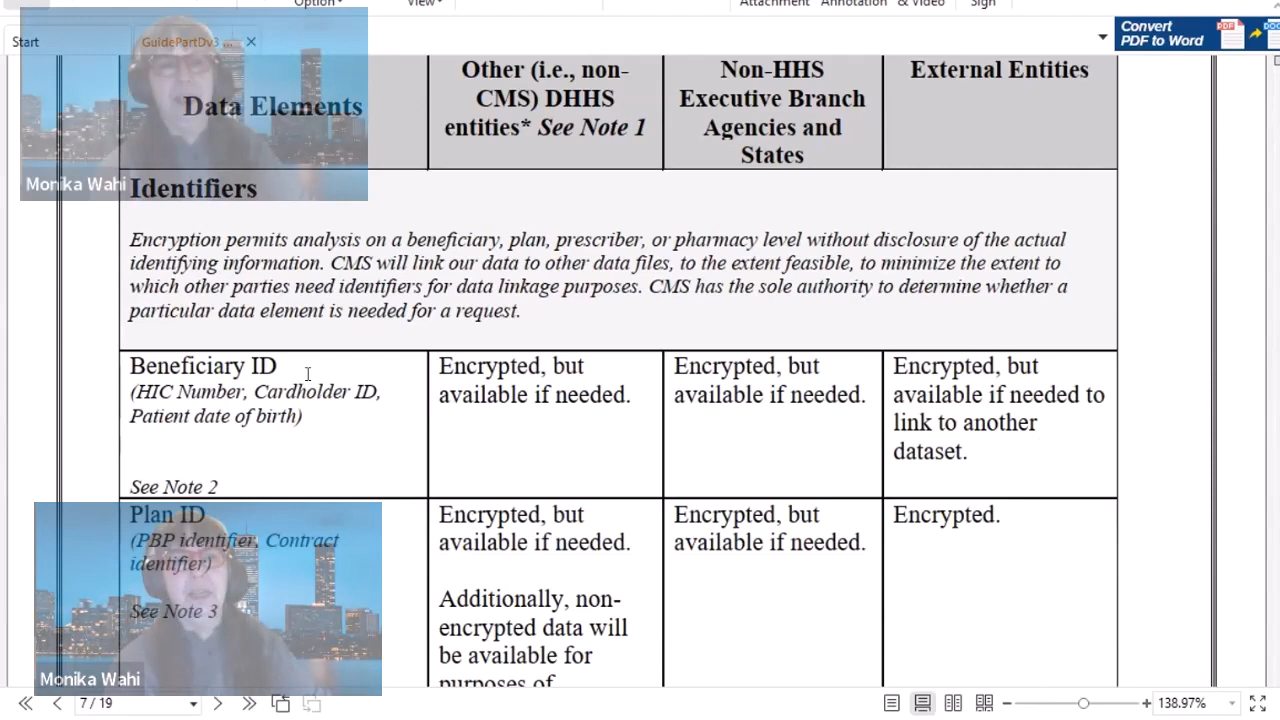 Option
View
Attachment
Annotation
& Video
Sign
Start
GuidePartDv3 ...
Convert
PDF to Word
PDF
Data Elements
Other (i.e., non-
CMS) DHHS
entities* See Note 1
Non-HHS
Executive Branch
Agencies and
States
External Entities
Monika Wahi
Identifiers
Encryption permits analysis on a beneficiary, plan, prescriber, or pharmacy level without disclosure of the actual
identifying information. CMS will link our data to other data files, to the extent feasible, to minimize the extent to
which other parties need identifiers for data linkage purposes. CMS has the sole authority to determine whether a
particular data element is needed for a request.
Beneficiary ID
(HIC Number, Cardholder ID,
Patient date of birth)
See Note 2
Encrypted, but
available if needed.
Encrypted, but
available if needed.
Encrypted, but
available if needed to
link to another
dataset.
Plan ID
(PBP identifier, Contract
identifier)
See Note 3
Encrypted, but
available if needed.
Additionally, non-
encrypted data will
be available for
purposes of
Encrypted, but
available if needed.
Encrypted.
Monika Wahi
7 / 19
138.97%